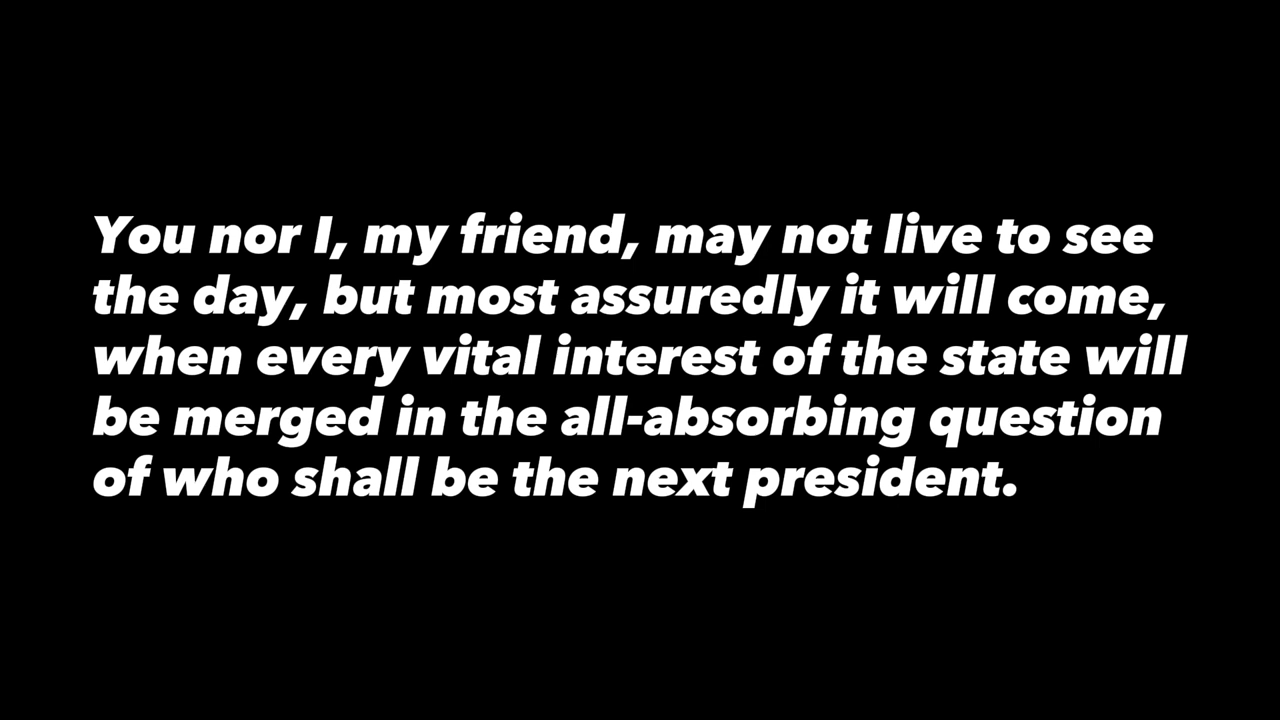 You nor I, my friend, may not live to see
the day, but most assuredly it will come,
when every vital interest of the state will
be merged in the all-absorbing question
of who shall be the next president.